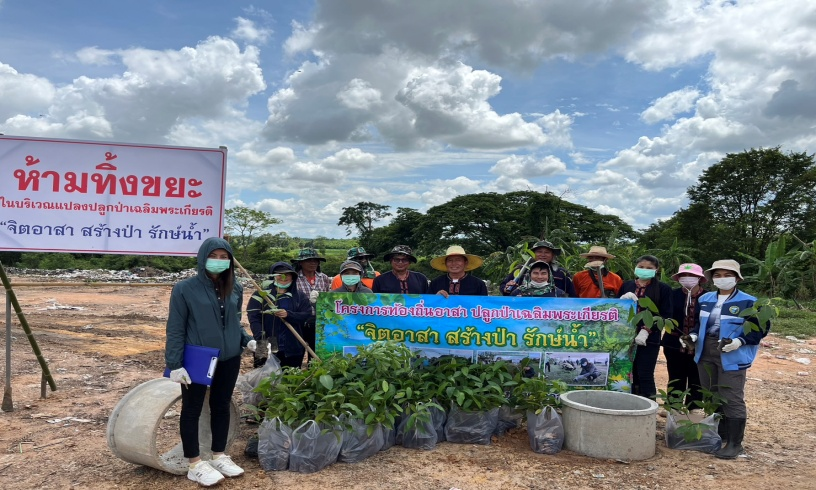 ห้ามทิ้งขยะ
ในบริเวณแปลงปลูกป่าเฉลิมพระเกียรติ
“จิตอาสา สร้างป่า รักษ์น้ำ”
โครงการท้องถิ่นอาสา ปลูกป่าเฉลิมพระเกียรติ
“จิตอาสา สร้างป่า รักษ์น้ำ”